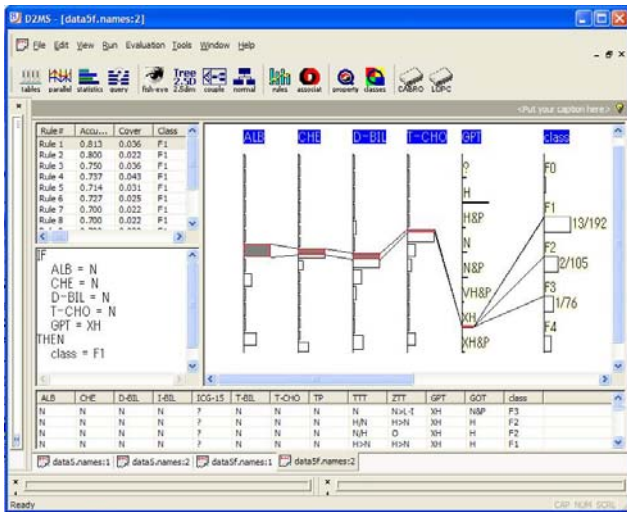 D2MS - [data5f.names:2]
File Edit View Run Evaluation Tools Window Help
tables parallel statistics query fish-eye Tree 2.5D 2.5dim couple normal rules associat property classes CABRO LUPC
<Put your caption here>
Rule # Accu... Cover Class
Rule 1 0.813 0.036 F1
Rule 2 0.800 0.022 F1
Rule 3 0.750 0.036 F1
Rule 4 0.737 0.043 F1
Rule 5 0.714 0.031 F1
Rule 6 0.727 0.025 F1
Rule 7 0.700 0.022 F1
Rule 8 0.700 0.022 F1
IF
ALB = N
CHE = N
D-BIL = N
T-CHO = N
GPT = XH
THEN
class = F1
ALB CHE D-BIL T-CHO GPT class
?
H
H&P
N
N&P
VH&P
XH
XH&P
F0
F1
13/192
F2
2/105
F3
1/76
F4
ALB CHE D-BIL I-BIL ICG-15 T-BIL T-CHO TP TTT ZTT GPT GOT class
N N N N ? N N N N N>L-I XH N&P F3
N N N N ? N N N H/N H>N XH H F2
N N N N ? N N N N/H O XH H F2
N N N N ? N N N H>N H>N XH H F1
data5.names:1 data5.names:2 data5f.names:1 data5f.names:2
Ready
CAP NUM SCRL